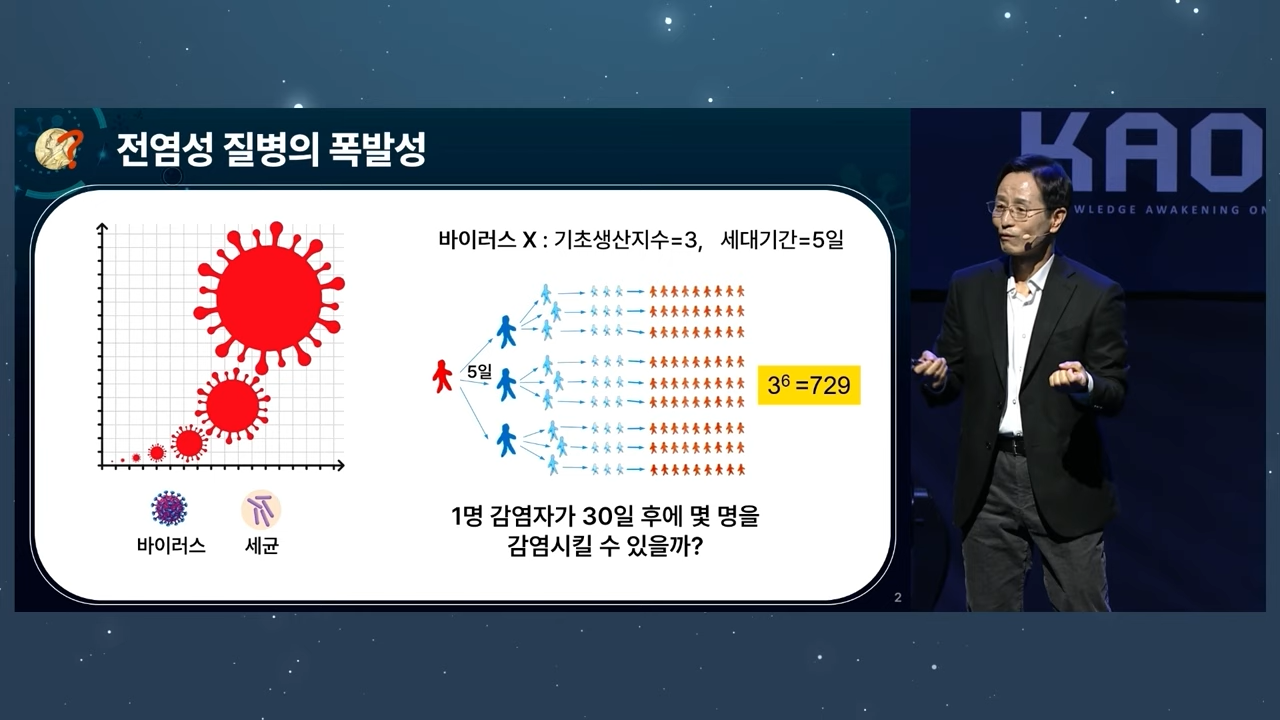 전염성 질병의 폭발성
바이러스 X : 기초생산지수=3, 세대기간=5일
5일
3⁶ =729
바이러스
세균
1명 감염자가 30일 후에 몇 명을
감염시킬 수 있을까?
2
KAO
WLEDGE AWAKENING ON